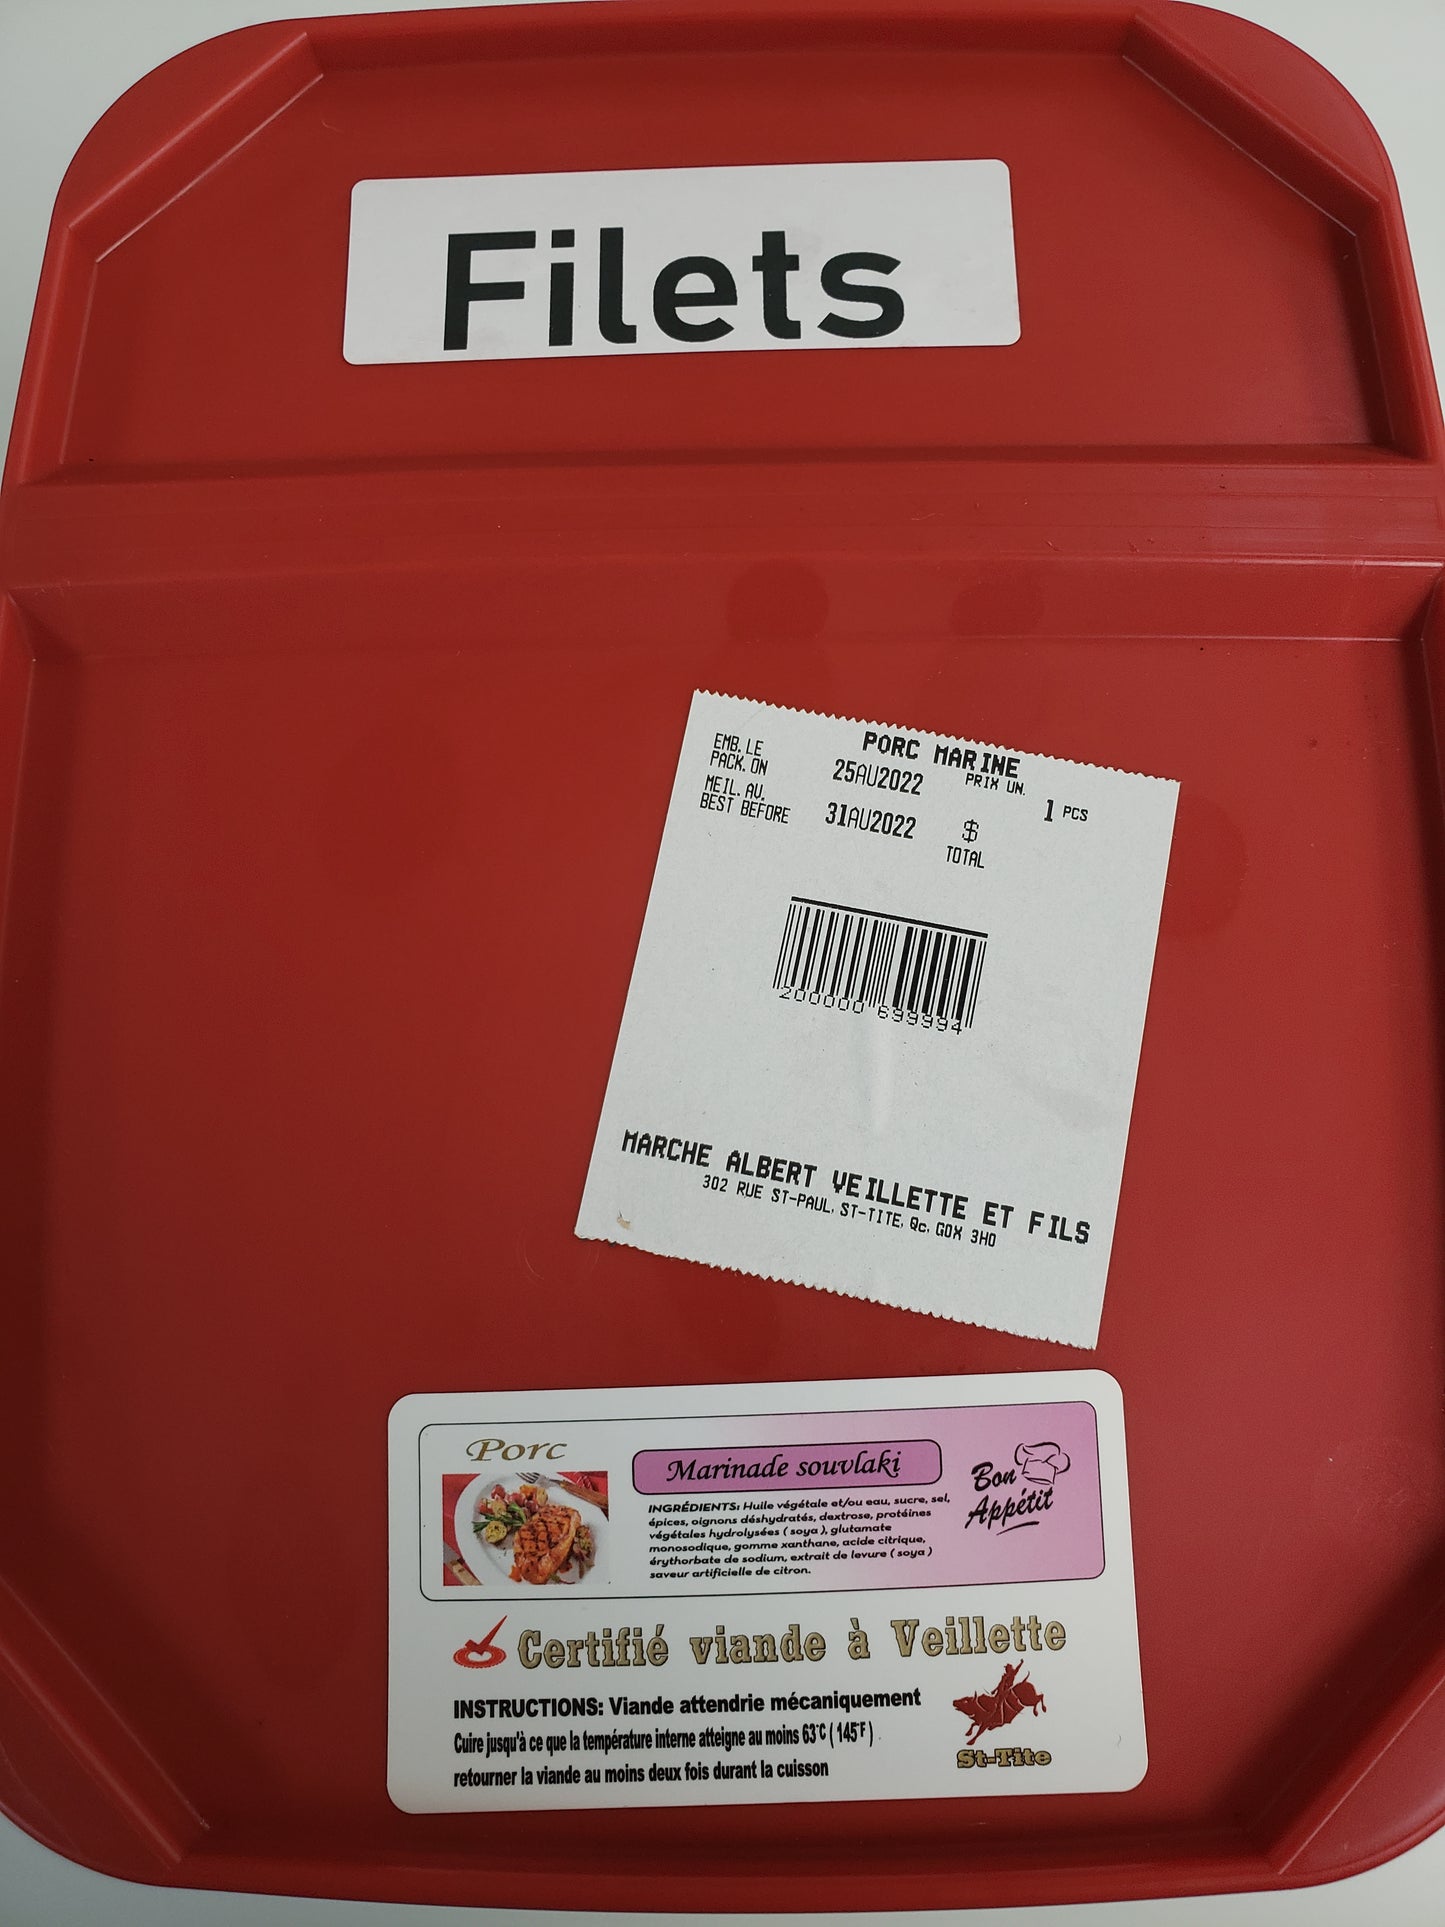 Filets
PORC MARINE
EMB. LE
PACK. ON
25AU2022
PRIX UN.
1 PCS
MEIL. AV.
BEST BEFORE
31AU2022
$
TOTAL
200000 699994
MARCHE ALBERT VEILLETTE ET FILS
302 RUE ST-PAUL, ST-TITE, Qc, G0X 3H0
Porc
Marinade souvlaki
INGRÉDIENTS: Huile végétale et/ou eau, sucre, sel,
épices, oignons déshydratés, dextrose, protéines
végétales hydrolysées ( soya ), glutamate
monosodique, gomme xanthane, acide citrique,
érythorbate de sodium, extrait de levure ( soya )
saveur artificielle de citron.
Bon
Appétit
Certifié viande à Veillette
INSTRUCTIONS: Viande attendrie mécaniquement
Cuire jusqu'à ce que la température interne atteigne au moins 63°C ( 145°F ) .
retourner la viande au moins deux fois durant la cuisson
St-Tite